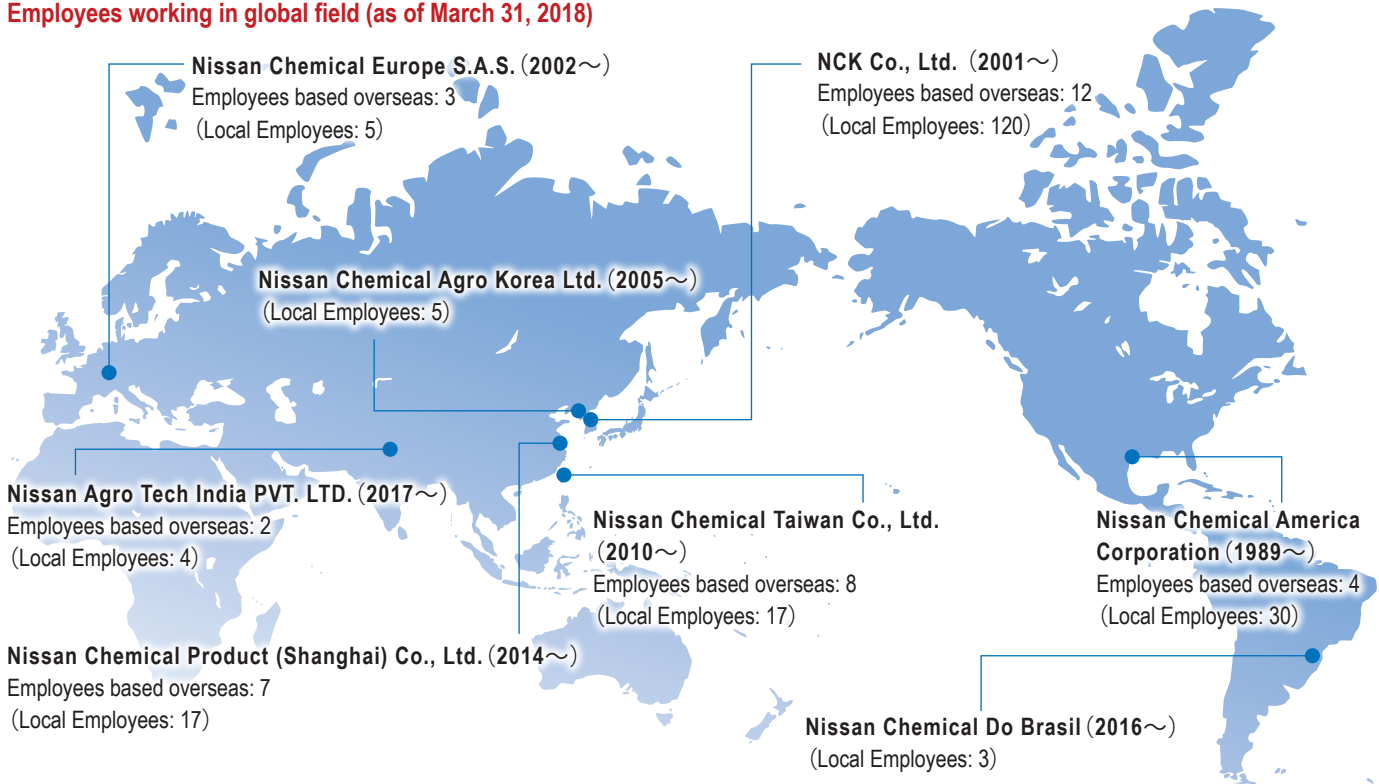 Employees working in global field (as of March 31, 2018)
Nissan Chemical Europe S.A.S.（2002～）
Employees based overseas: 3
（Local Employees: 5）
NCK Co., Ltd.（2001～）
Employees based overseas: 12
（Local Employees: 120）
Nissan Chemical Agro Korea Ltd.（2005～）
（Local Employees: 5）
Nissan Agro Tech India PVT. LTD.（2017～）
Employees based overseas: 2
（Local Employees: 4）
Nissan Chemical Taiwan Co., Ltd.
（2010～）
Employees based overseas: 8
（Local Employees: 17）
Nissan Chemical America
Corporation（1989～）
Employees based overseas: 4
（Local Employees: 30）
Nissan Chemical Product (Shanghai) Co., Ltd.（2014～）
Employees based overseas: 7
（Local Employees: 17）
Nissan Chemical Do Brasil（2016～）
（Local Employees: 3）